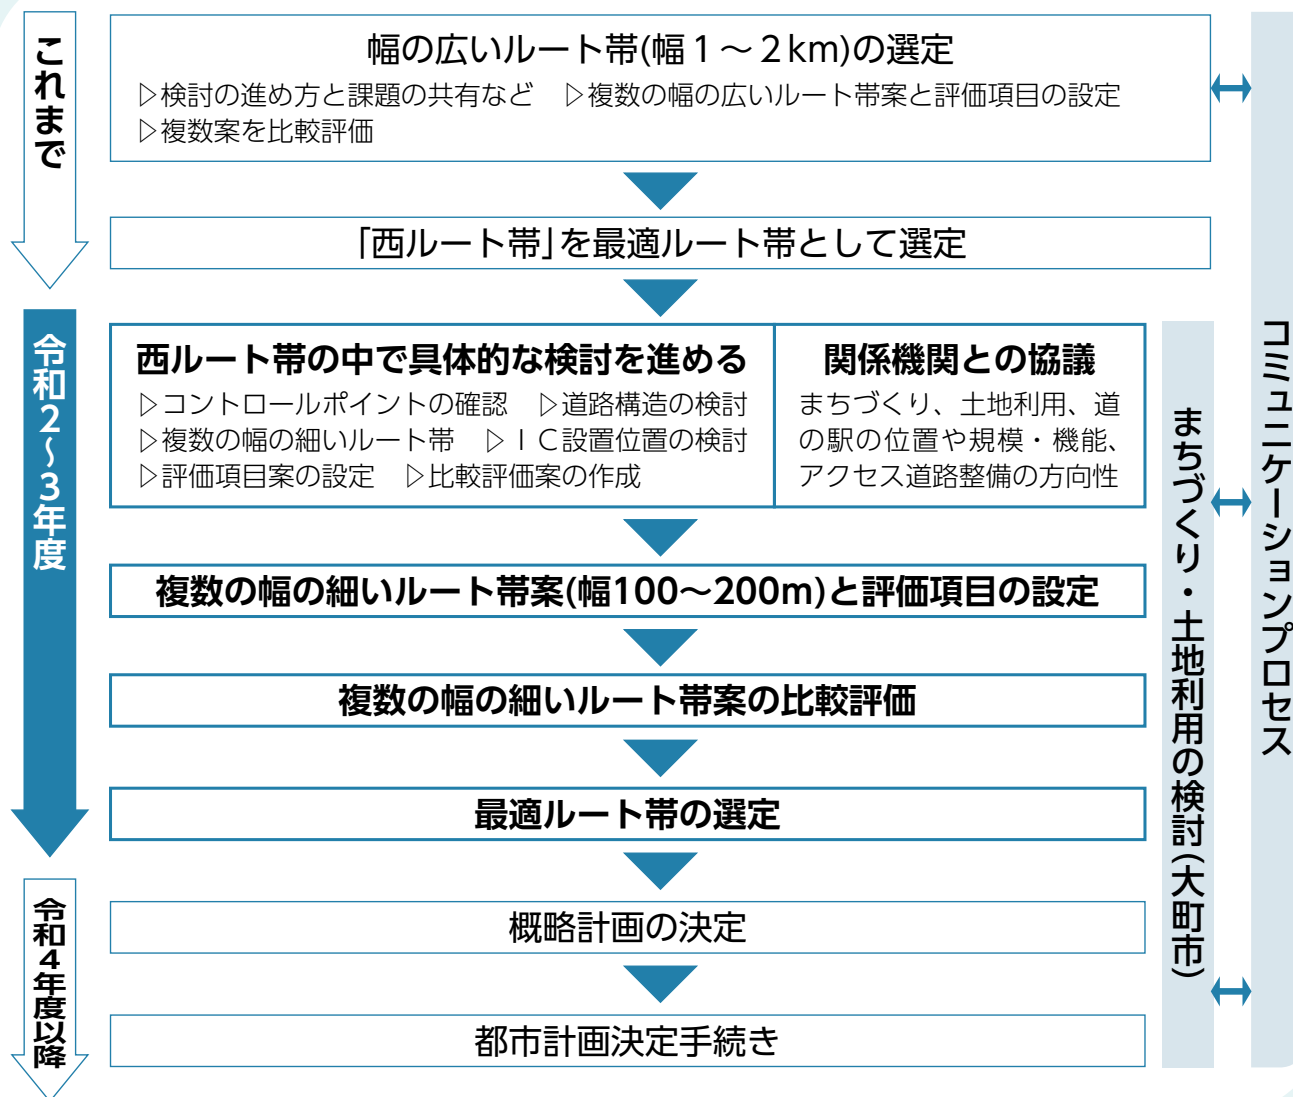 これまで
幅の広いルート帯(幅1～2km)の選定
▷検討の進め方と課題の共有など　▷複数の幅の広いルート帯案と評価項目の設定
▷複数案を比較評価
「西ルート帯」を最適ルート帯として選定
令和2～3年度
西ルート帯の中で具体的な検討を進める
▷コントロールポイントの確認　▷道路構造の検討
▷複数の幅の細いルート帯　▷ＩＣ設置位置の検討
▷評価項目案の設定　▷比較評価案の作成
関係機関との協議
まちづくり、土地利用、道
の駅の位置や規模・機能、
アクセス道路整備の方向性
複数の幅の細いルート帯案(幅100～200m)と評価項目の設定
複数の幅の細いルート帯案の比較評価
最適ルート帯の選定
令和4年度以降
概略計画の決定
都市計画決定手続き
まちづくり・土地利用の検討(大町市)
コミュニケーションプロセス